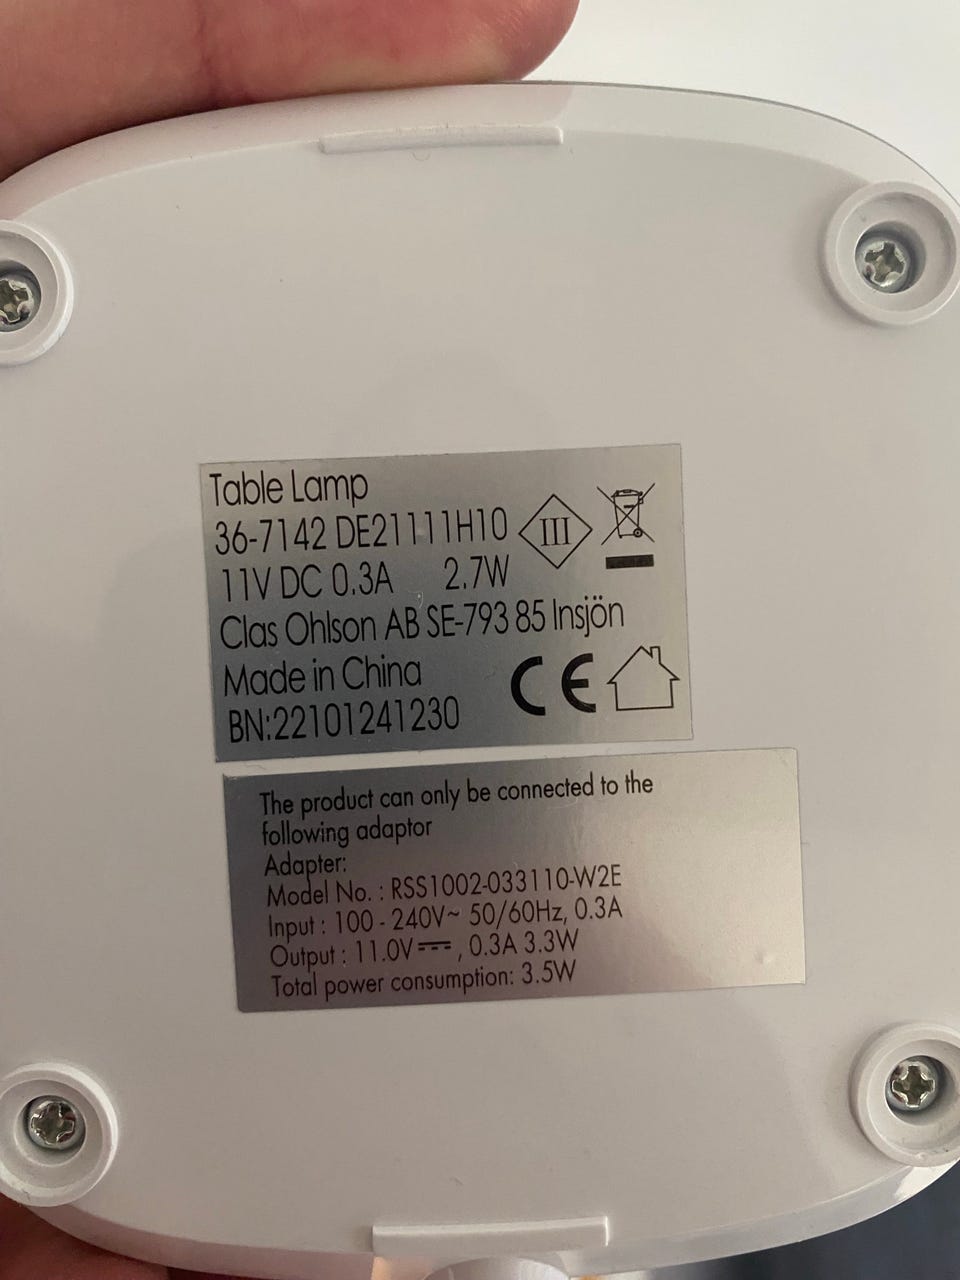 Table Lamp
36-7142 DE21111H10
III
11V DC 0.3A 2.7W
Clas Ohlson AB SE-793 85 Insjön
Made in China
CE
BN:22101241230
The product can only be connected to the
following adaptor
Adapter:
Model No. : RSS1002-033110-W2E
Input : 100 - 240V~ 50/60Hz, 0.3A
Output : 11.0V⎓, 0.3A 3.3W
Total power consumption: 3.5W